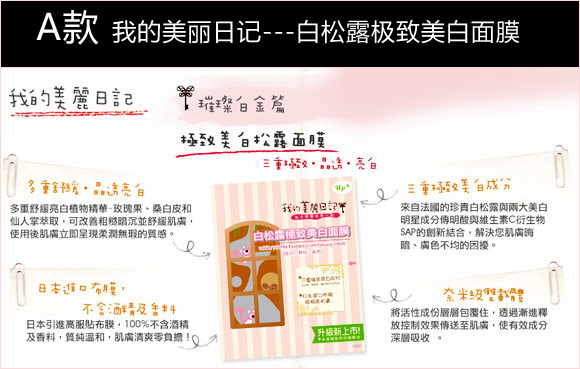 A款 我的美丽日记---白松露极致美白面膜
我的美麗日記
璀璨白金篇
極致美白松露面膜
三重極致·晶透·亮白
多重舒緩·晶透亮白
多重舒緩亮白植物精華-玫瑰果、桑白皮和
仙人掌萃取，可改善粗糙暗沉並舒緩肌膚，
使用後肌膚立即呈現柔潤無瑕的質感。
三重極致美白成分
來自法國的珍貴白松露與兩大美白
明星成分傳明酸與維生素C衍生物
SAP的創新結合，解決您肌膚晦
暗、膚色不均的困擾。
日本進口布膜，
不含酒精及香料
日本引進高服貼布膜，100%不含酒精
及香料，質純溫和，肌膚清爽零負擔！
奈米級雙載體
將活性成份層層包覆住，透過漸進釋
放控制效果傳送至肌膚，使有效成分
深層吸收 。
up+
我的美麗日記
白松露極致美白面膜
升級新上市！